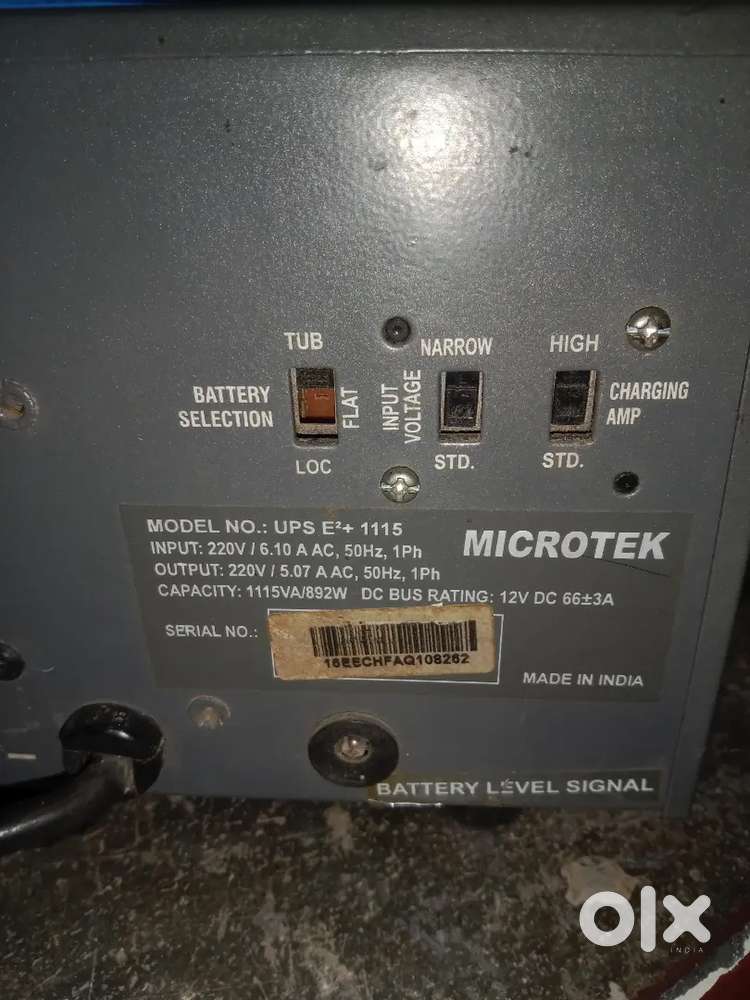 TUB
NARROW
HIGH
BATTERY
SELECTION
FLAT
INPUT
VOLTAGE
CHARGING
AMP
LOC
STD.
STD.
MODEL NO.: UPS E²+ 1115
MICROTEK
INPUT: 220V / 6.10 A AC, 50Hz, 1Ph
OUTPUT: 220V / 5.07 A AC, 50Hz, 1Ph
CAPACITY: 1115VA/892W DC BUS RATING: 12V DC 66±3A
SERIAL NO.:
16EECHFAQ108262
MADE IN INDIA
BATTERY LEVEL SIGNAL
olx
INDIA